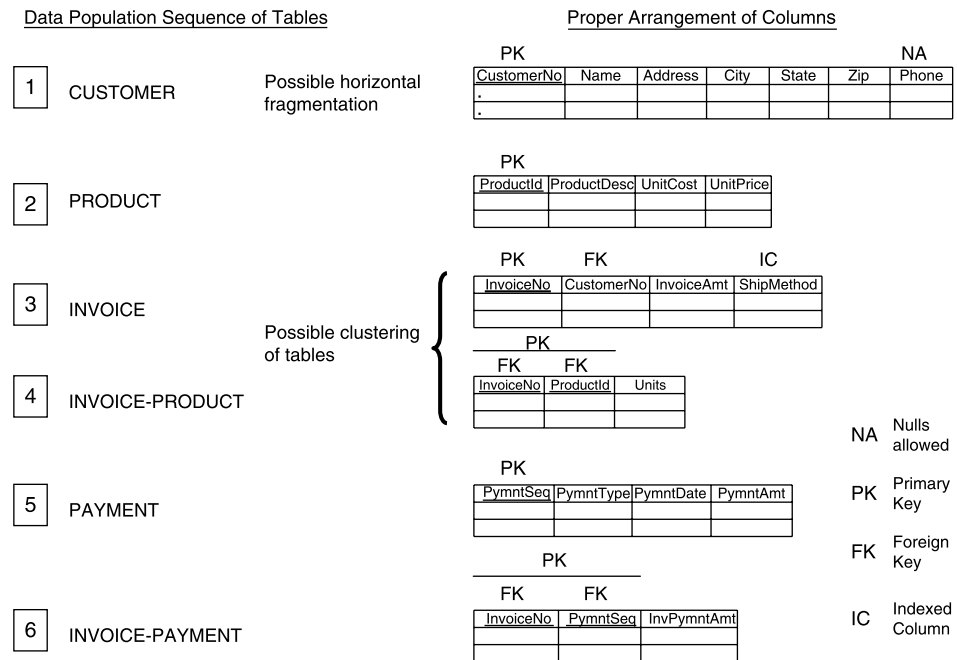 Data Population Sequence of Tables
Proper Arrangement of Columns
1
CUSTOMER
Possible horizontal
fragmentation
PK
NA
CustomerNo Name Address City State Zip Phone
.
.
2
PRODUCT
PK
ProductId ProductDesc UnitCost UnitPrice
3
INVOICE
PK FK IC
InvoiceNo CustomerNo InvoiceAmt ShipMethod
Possible clustering
of tables
4
INVOICE-PRODUCT
PK
FK FK
InvoiceNo ProductId Units
5
PAYMENT
PK
PymntSeq PymntType PymntDate PymntAmt
6
INVOICE-PAYMENT
PK
FK FK
InvoiceNo PymntSeq InvPymntAmt
NA Nulls
allowed
PK Primary
Key
FK Foreign
Key
IC Indexed
Column